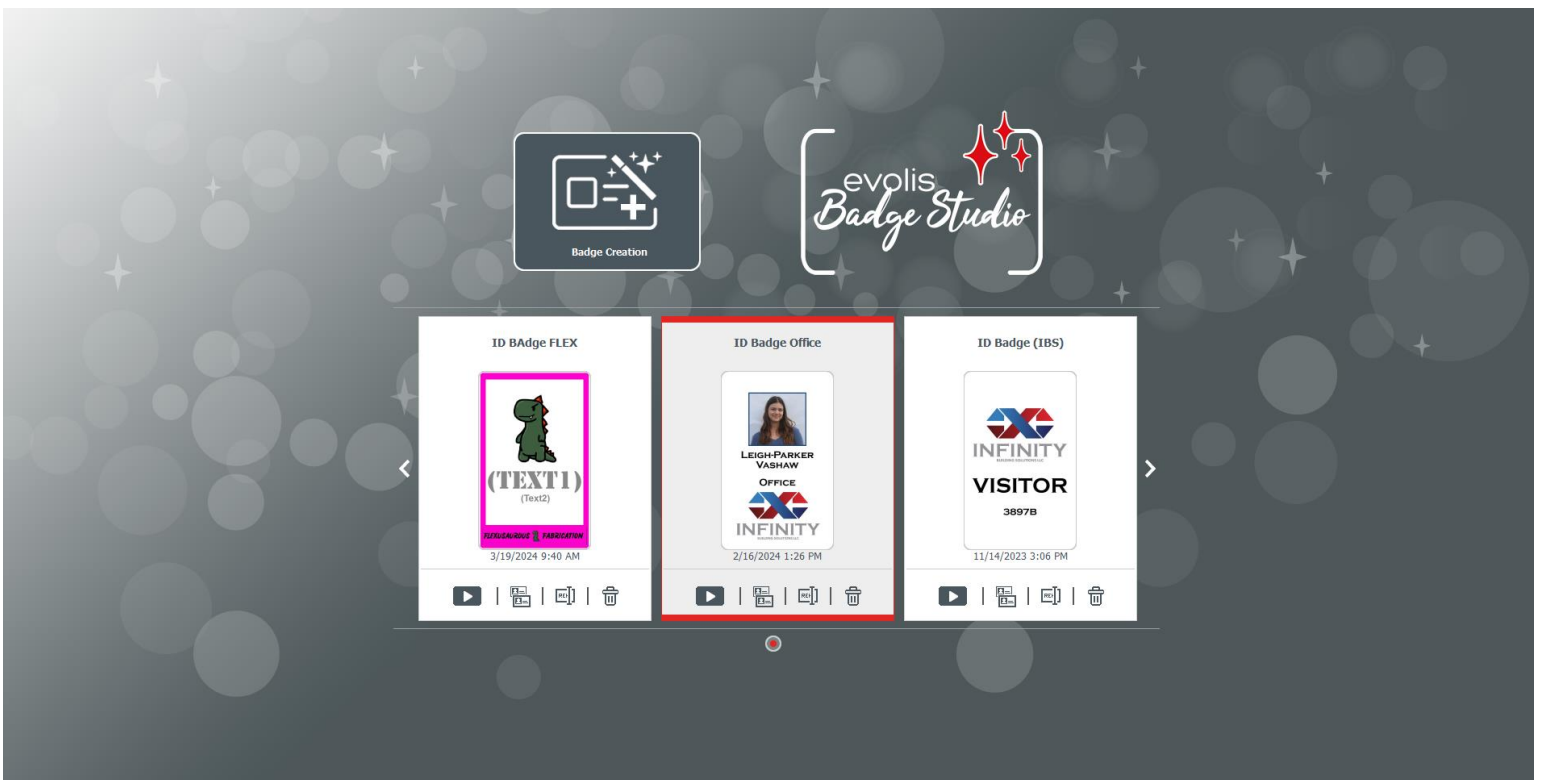 evolis
Badge Studio
Badge Creation
ID BAdge FLEX
ID Badge Office
ID Badge (IBS)
(TEXT1)
(Text2)
FLEXUSAUROUS FABRICATION
3/19/2024 9:40 AM
LEIGH-PARKER
VASHAW
OFFICE
INFINITY
2/16/2024 1:26 PM
INFINITY
VISITOR
3897B
11/14/2023 3:06 PM